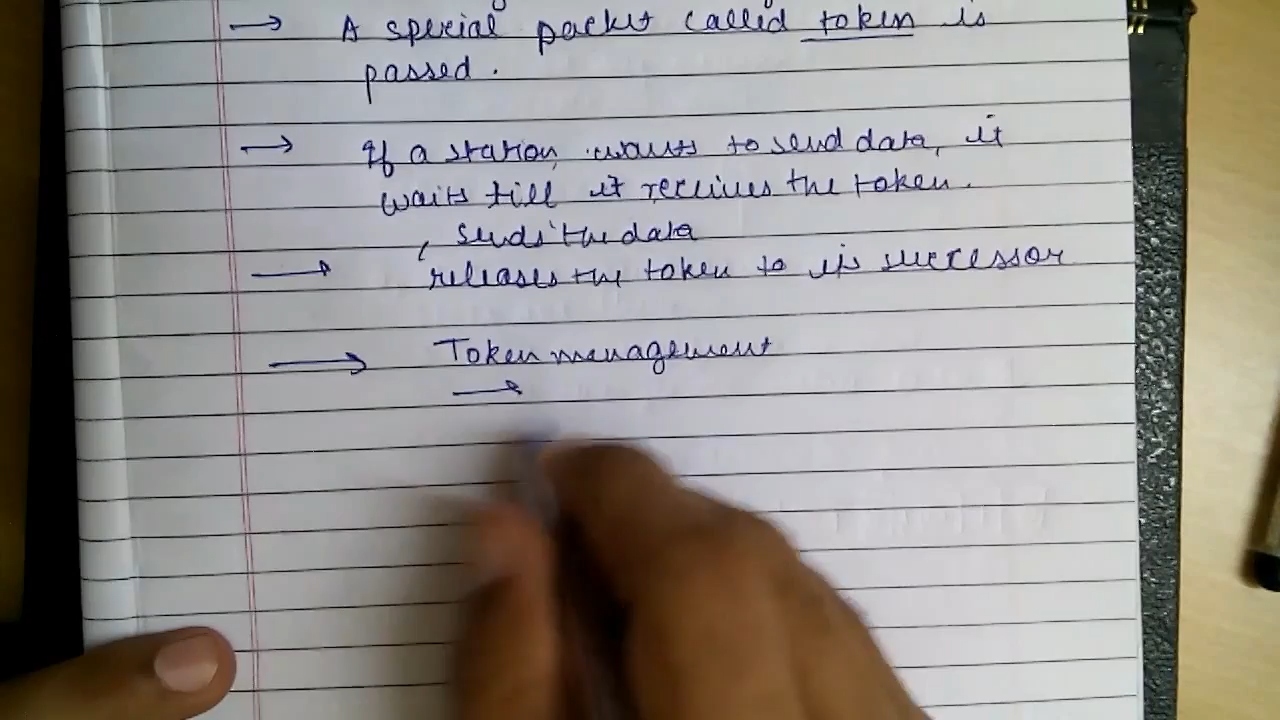 → A special packet called token is
passed.
→ If a station wants to send data, it
waits till it receives the token.
, sends the data
→ releases the token to its successor
→ Token management
→